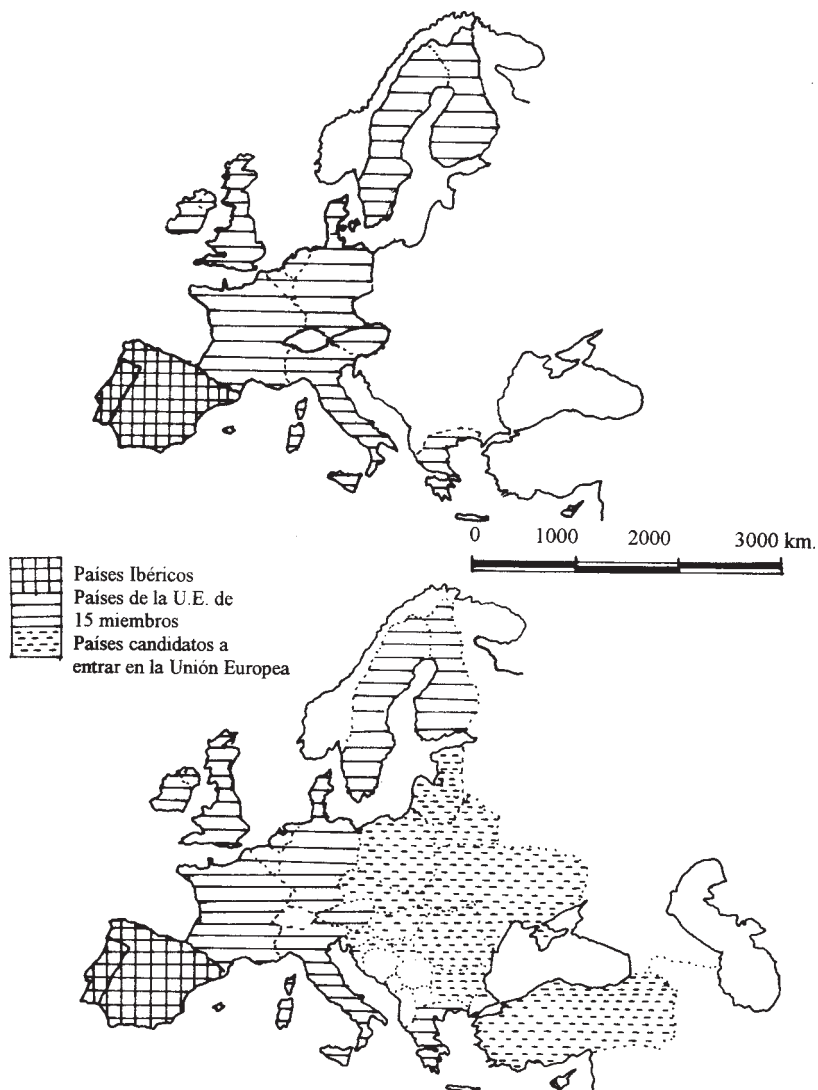 0 1000 2000 3000 km.
Países Ibéricos
Países de la U.E. de
15 miembros
Países candidatos a
entrar en la Unión Europea